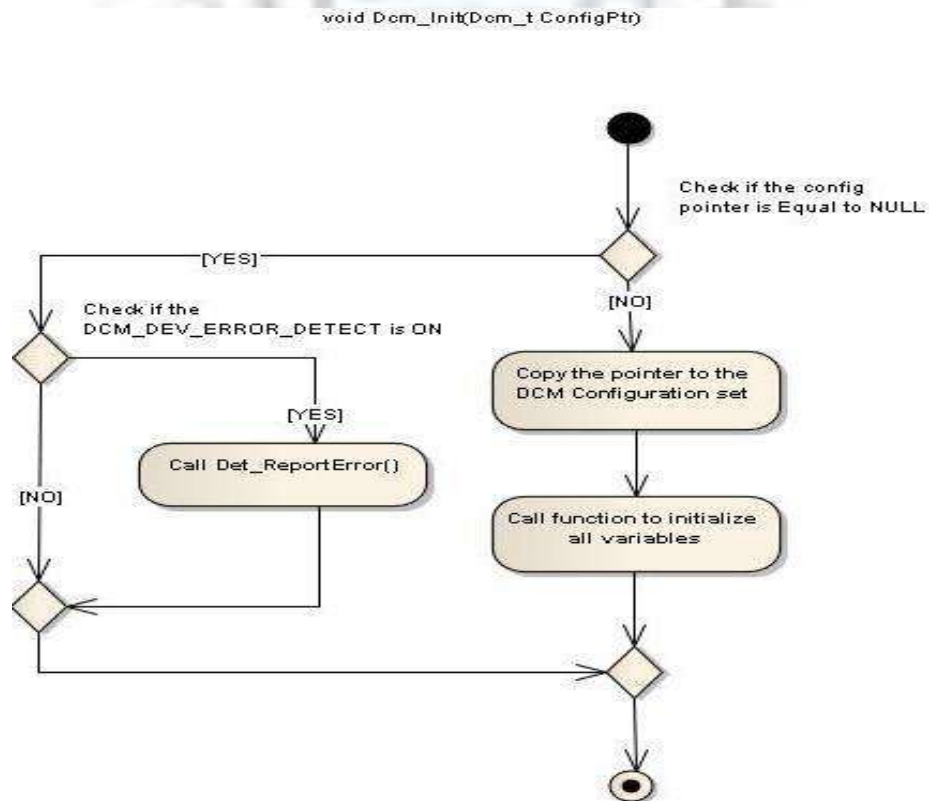 void Dcm_Init(Dcm_t ConfigPtr)
Check if the config
pointer is Equal to NULL
[YES]
[NO]
Check if the
DCM_DEV_ERROR_DETECT is ON
Copy the pointer to the
DCM Configuration set
[YES]
Call Det_ReportError()
[NO]
Call function to initialize
all variables